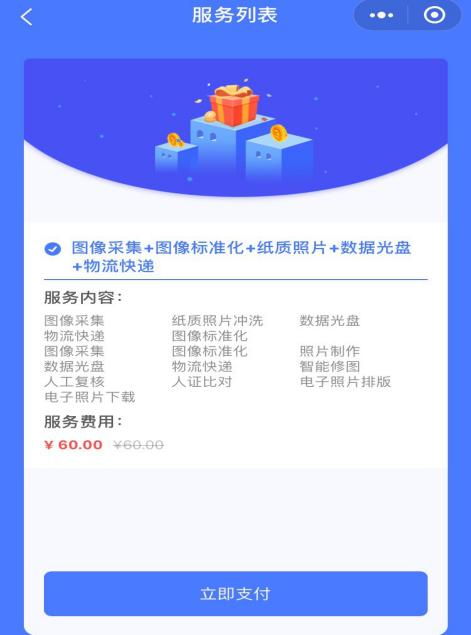 服务列表
图像采集+图像标准化+纸质照片+数据光盘
+物流快递
服务内容：
图像采集 纸质照片冲洗 数据光盘
物流快递 图像标准化
图像采集 图像标准化 照片制作
数据光盘 物流快递 智能修图
人工复核 人证比对 电子照片排版
电子照片下载
服务费用：
¥ 60.00 ¥60.00
立即支付